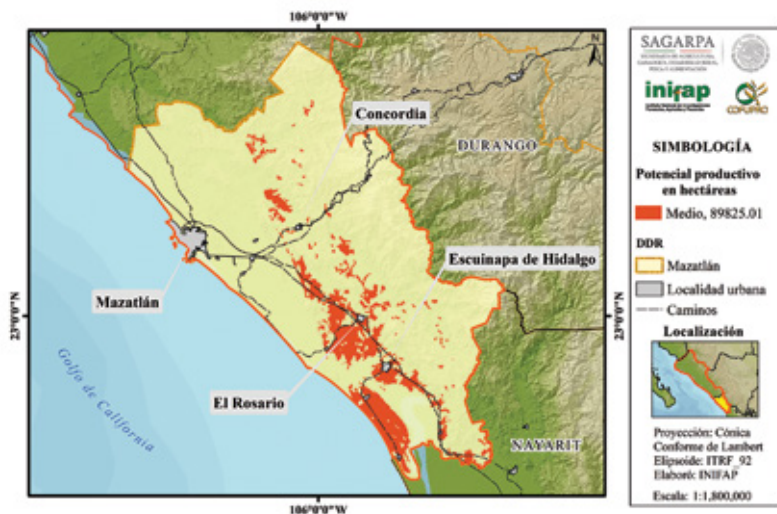 106°0'0"W
N
Concordia
DURANGO
Escuinapa de Hidalgo
Mazatlán
23°0'0"N
23°0'0"N
Golfo de California
El Rosario
NAYARIT
106°0'0"W
SAGARPA
inifap
COFUPRO
SIMBOLOGÍA
Potencial productivo
en hectáreas
Medio, 89825.01
DDR
Mazatlán
Localidad urbana
Caminos
Localización
Proyección: Cónica
Conforme de Lambert
Elipsoide: ITRF_92
Elaboró: INIFAP
Escala: 1:1,800,000